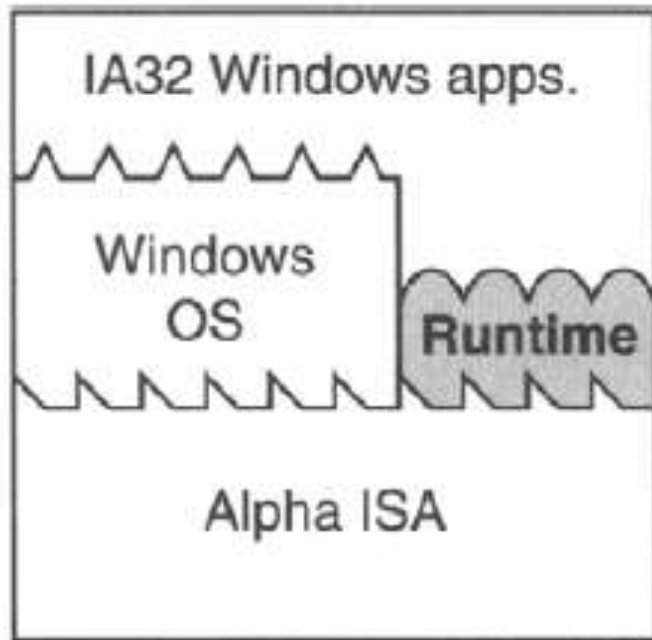 IA32 Windows apps.
Windows
OS
Runtime
Alpha ISA